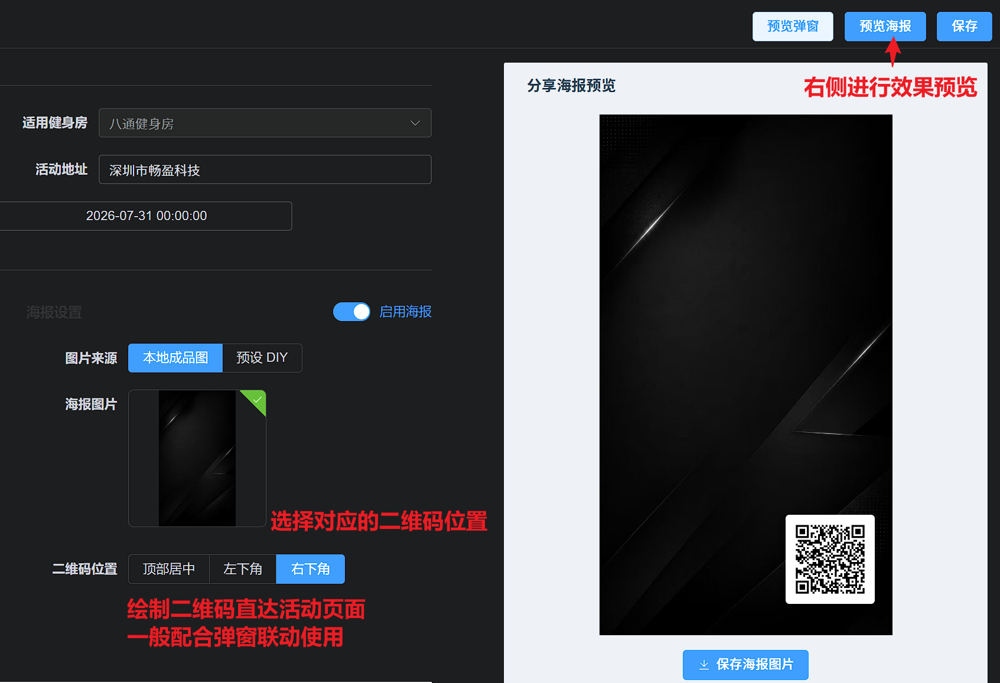 预览弹窗
预览海报
保存
分享海报预览
右侧进行效果预览
适用健身房
八通健身房
活动地址
深圳市畅盈科技
2026-07-31 00:00:00
海报设置
启用海报
图片来源
本地成品图
预设 DIY
海报图片
选择对应的二维码位置
二维码位置
顶部居中
左下角
右下角
绘制二维码直达活动页面
一般配合弹窗联动使用
保存海报图片